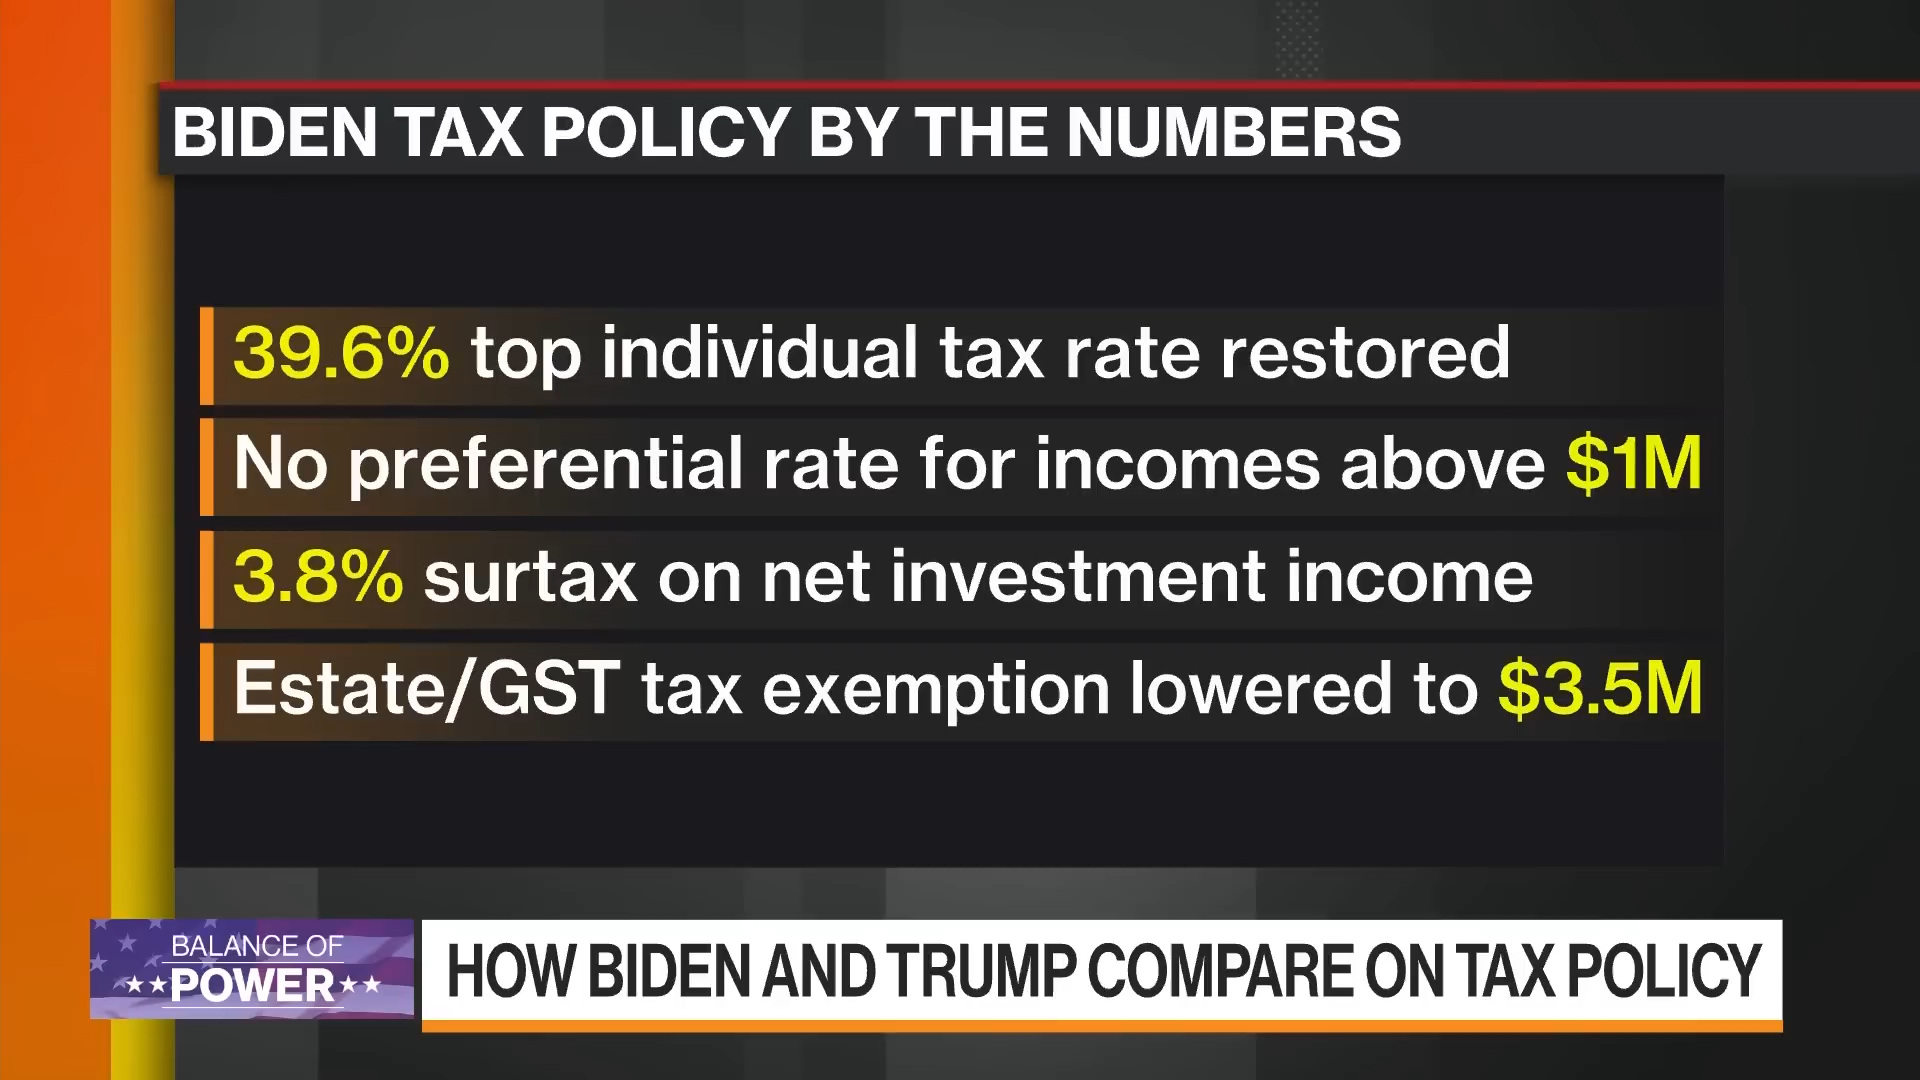 BIDEN TAX POLICY BY THE NUMBERS
39.6% top individual tax rate restored
No preferential rate for incomes above $1M
3.8% surtax on net investment income
Estate/GST tax exemption lowered to $3.5M
BALANCE OF
POWER
HOW BIDEN AND TRUMP COMPARE ON TAX POLICY